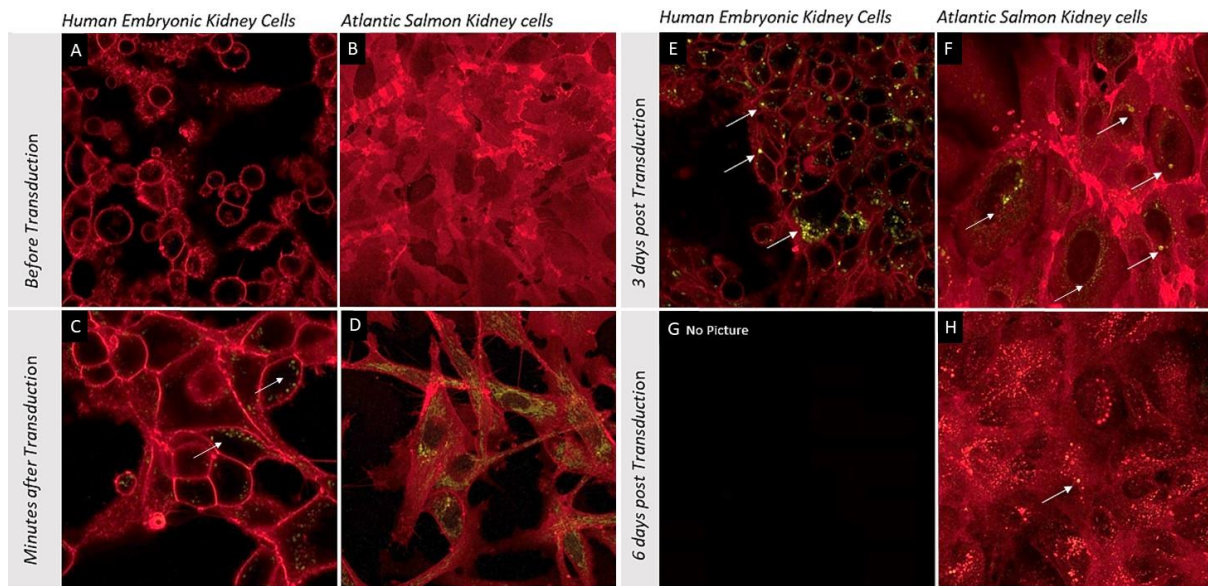 Human Embryonic Kidney Cells
Atlantic Salmon Kidney cells
Human Embryonic Kidney Cells
Atlantic Salmon Kidney cells
Before Transduction
A
B
3 days post Transduction
E
F
Minutes after Transduction
C
D
6 days post Transduction
G No Picture
H